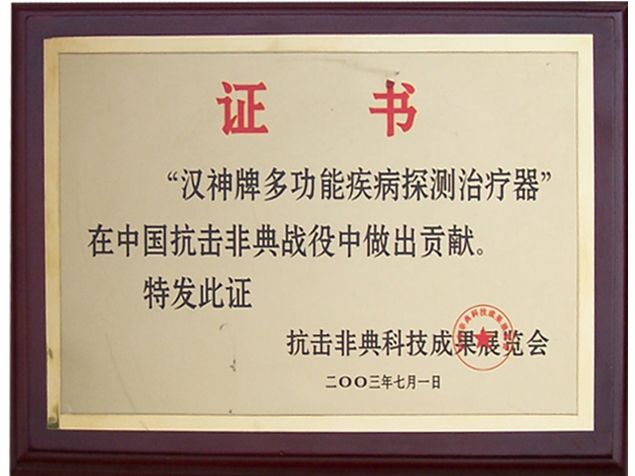 证 书
“汉神牌多功能疾病探测治疗器”
在中国抗击非典战役中做出贡献。
特发此证
抗击非典科技成果展览会
二〇〇三年七月一日